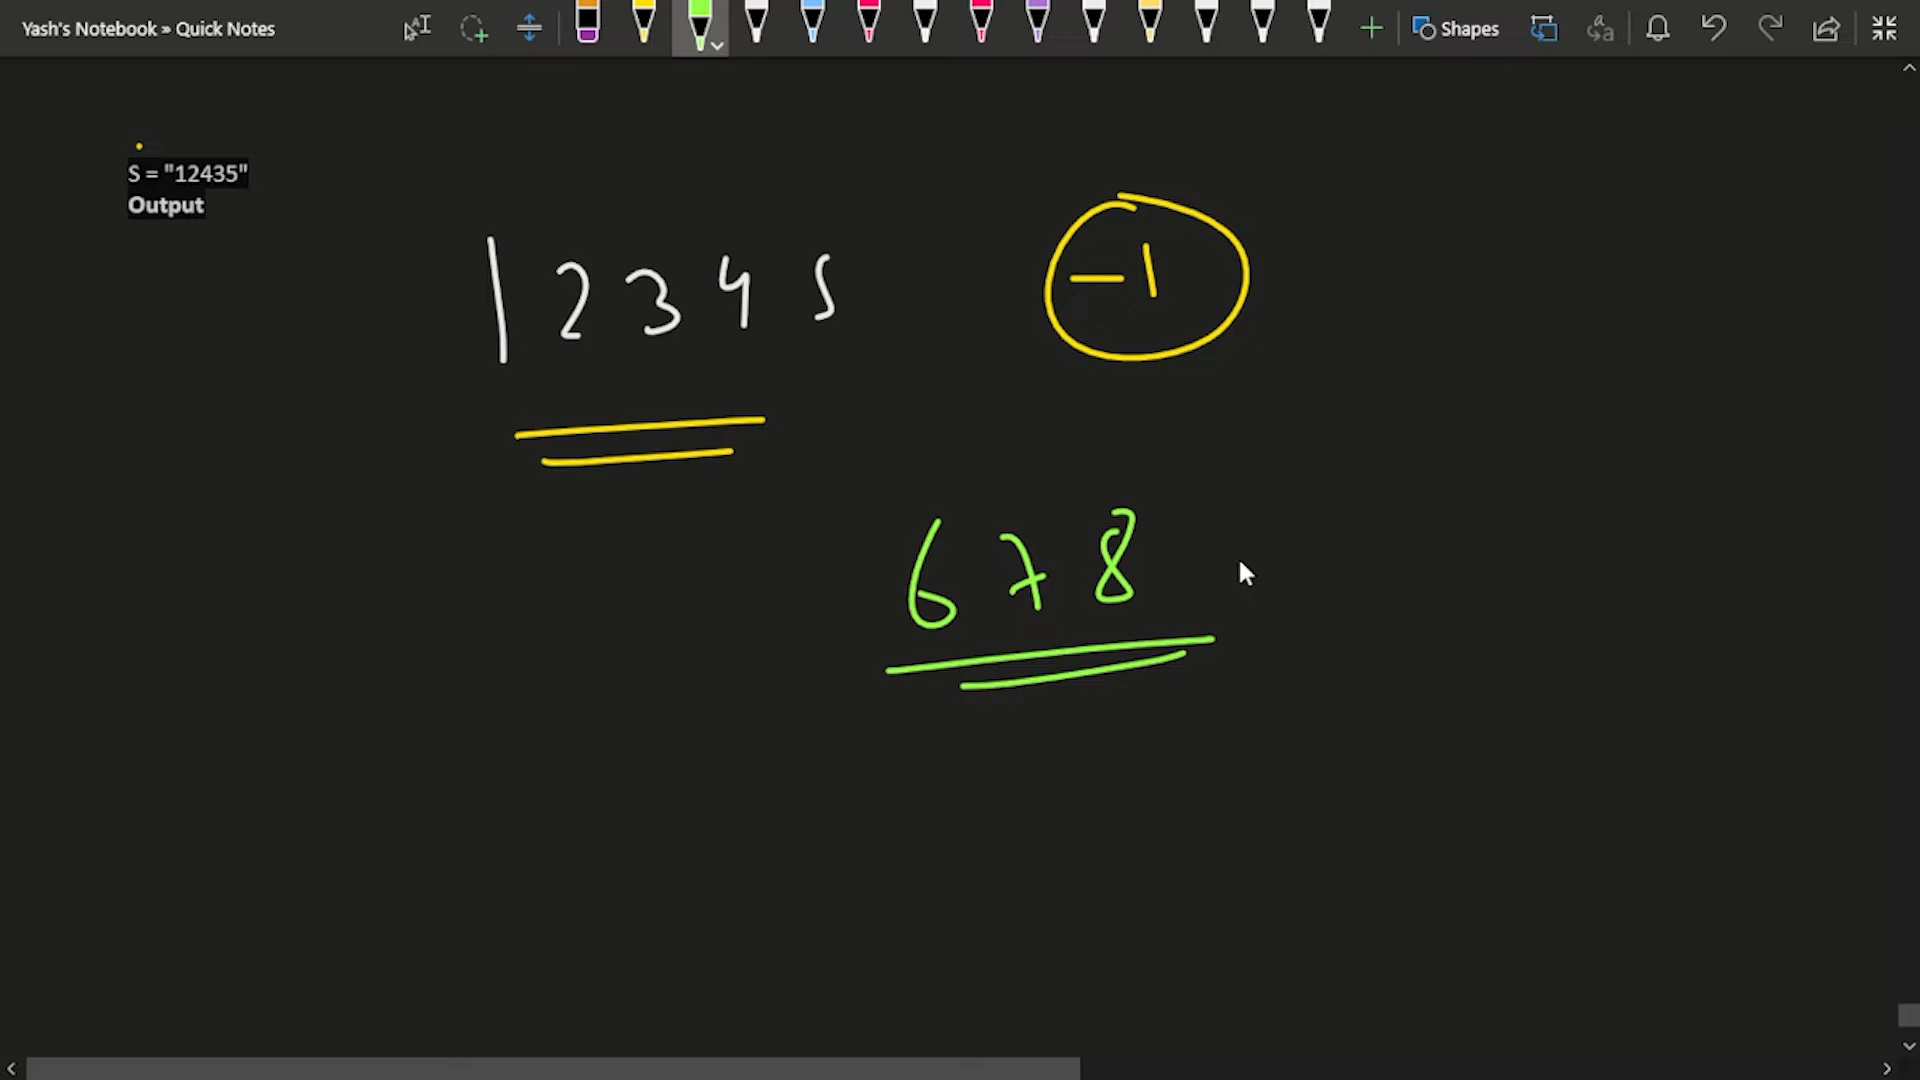 Yash's Notebook » Quick Notes
Shapes
S = "12435"
Output
1 2 3 4 5
-1
6 7 8